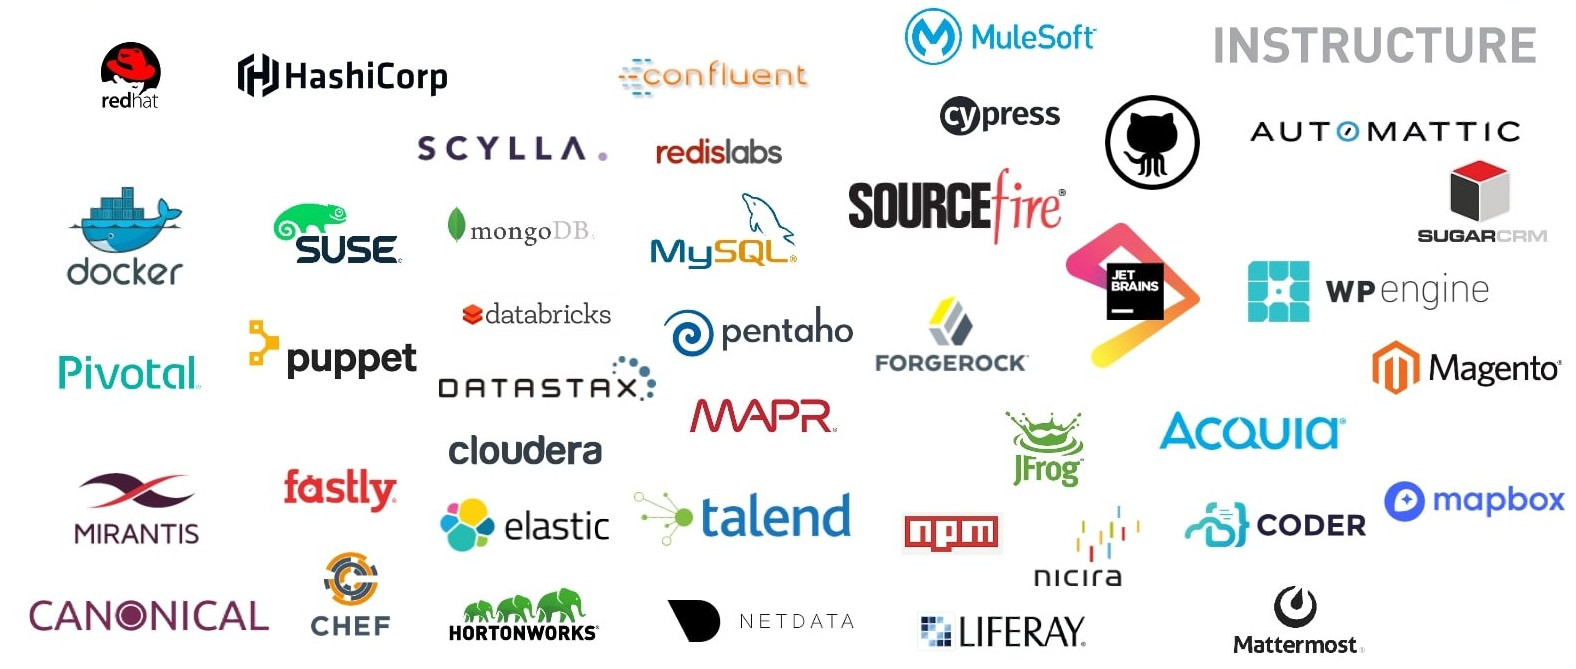 MuleSoft
INSTRUCTURE
redhat
HashiCorp
confluent
cypress
AUTOMATTIC
SCYLLA.
redislabs
SOURCEfire®
SUGARCRM
docker
SUSE
mongoDB
MySQL®
JET
BRAINS
WPengine
databricks
pentaho
FORGEROCK
puppet
Pivotal
DATASTAX
Magento®
MAPR
ACQUIA®
cloudera
JFrog
fastly
MIRANTIS
elastic
talend
npm
nicira
CODER
mapbox
CANONICAL
CHEF
HORTONWORKS®
NETDATA
LIFERAY
Mattermost